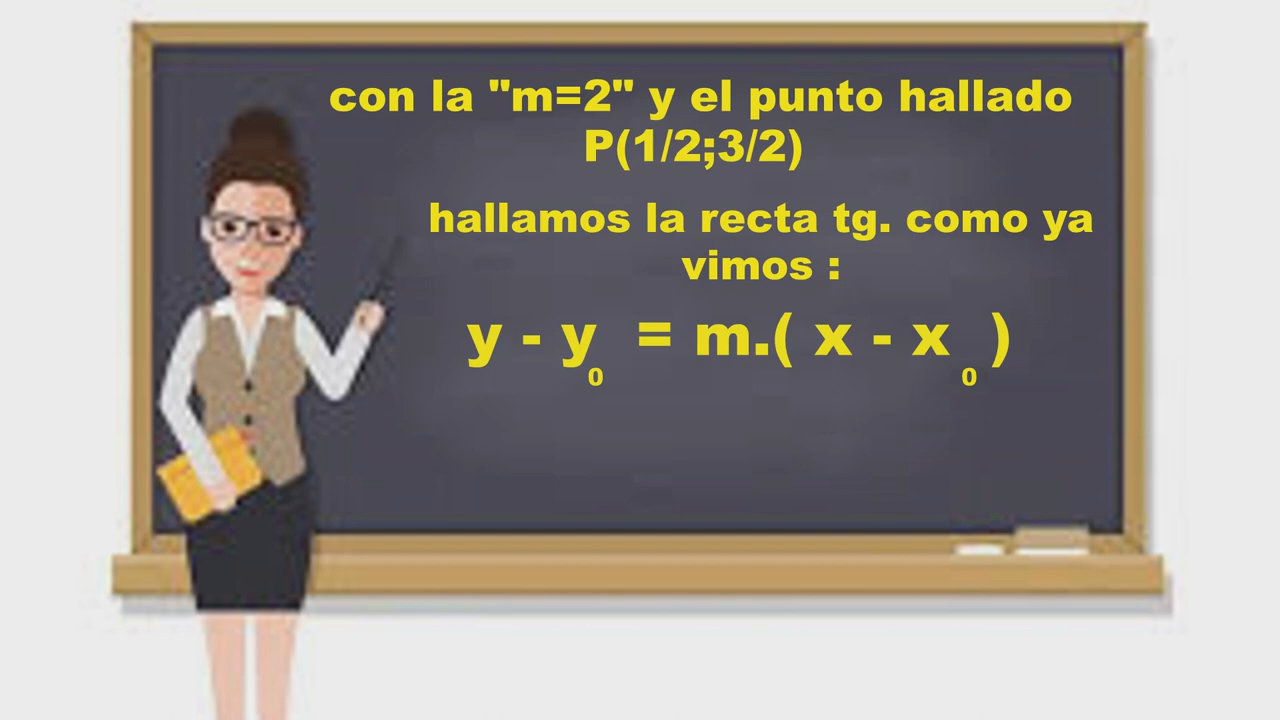 con la "m=2" y el punto hallado
P(1/2;3/2)
hallamos la recta tg. como ya
vimos :
y - y₀ = m.( x - x₀ )